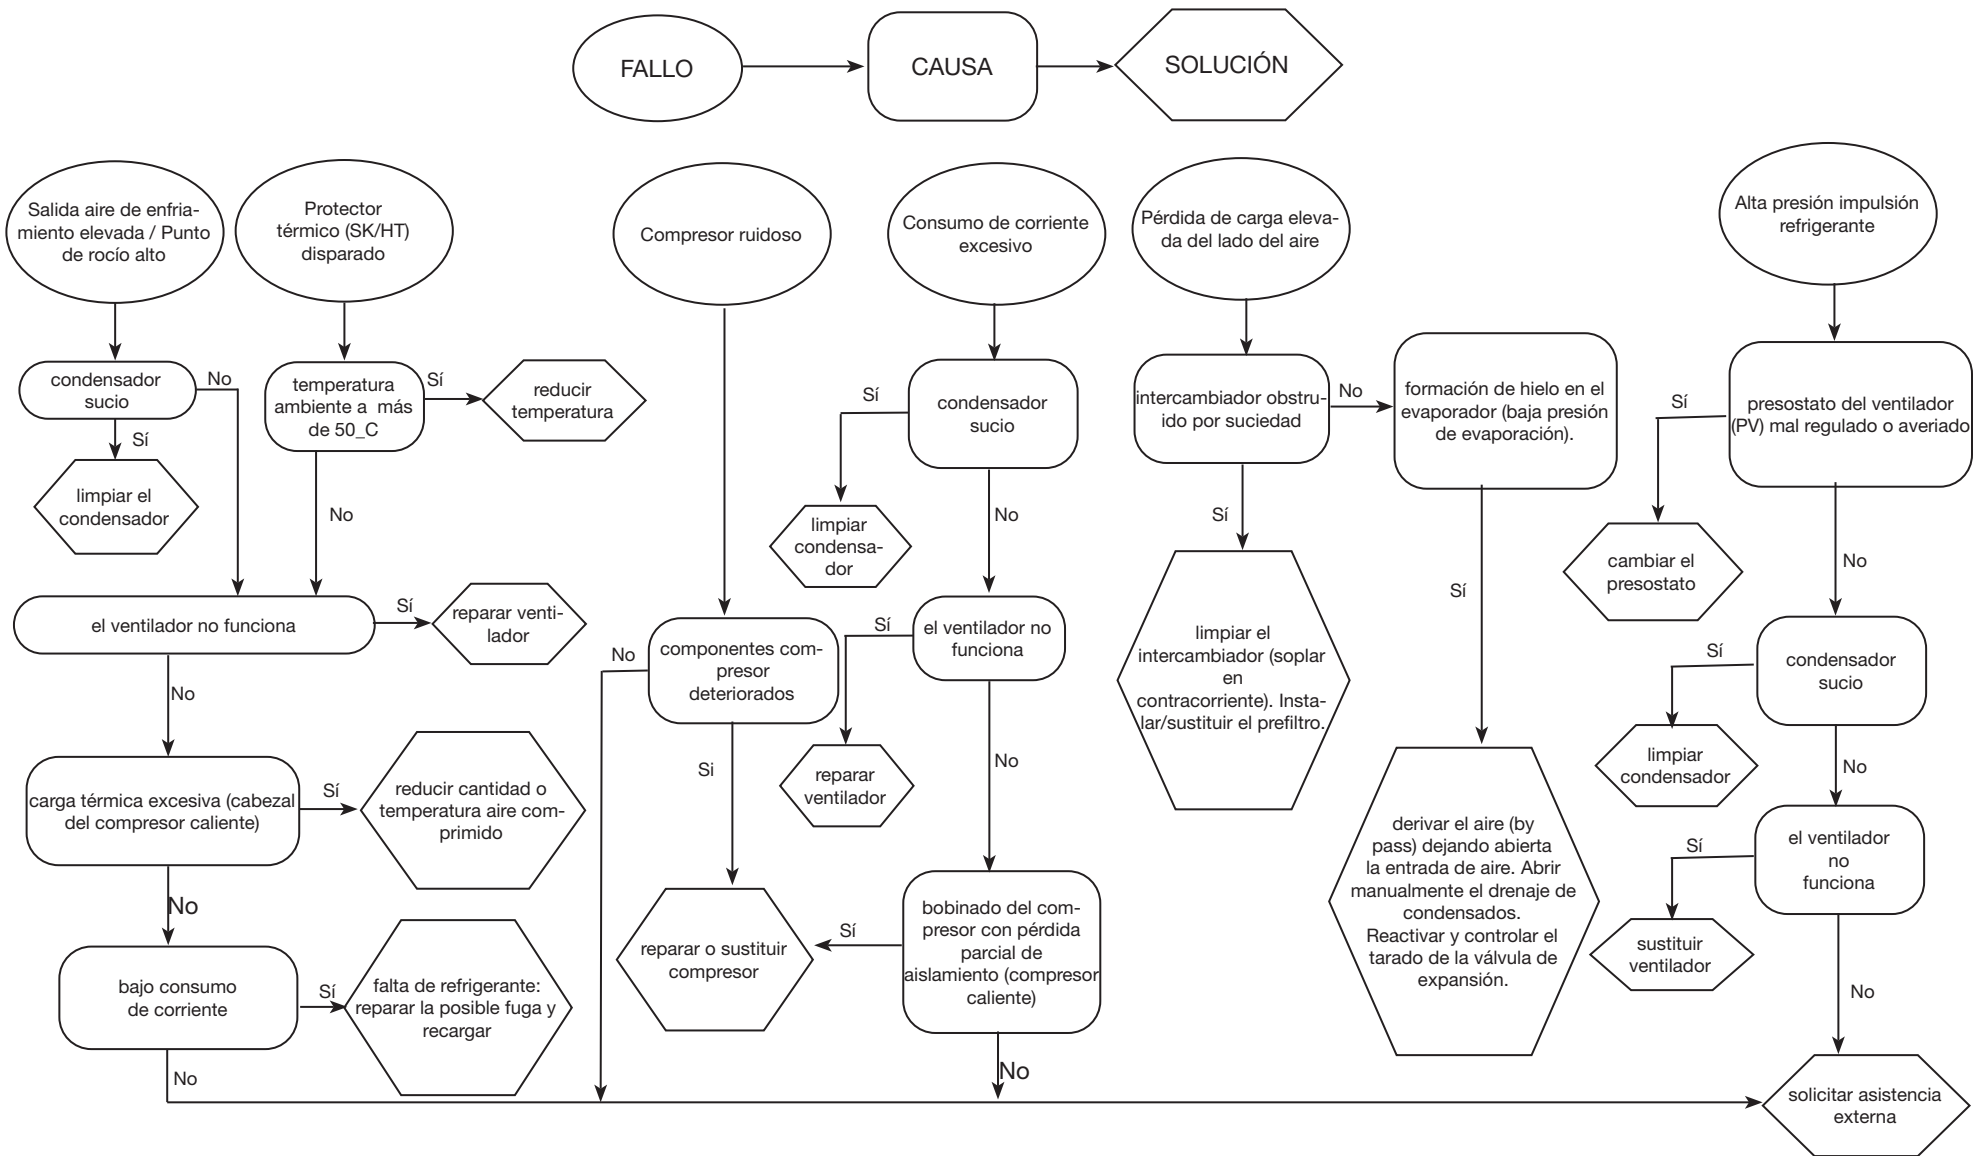 FALLO
CAUSA
SOLUCIÓN
Salida aire de enfria-
miento elevada / Punto
de rocío alto
Protector
térmico (SK/HT)
disparado
Compresor ruidoso
Consumo de corriente
excesivo
Pérdida de carga eleva-
da del lado del aire
Alta presión impulsión
refrigerante
condensador
sucio
No
Sí
limpiar el
condensador
temperatura
ambiente a más
de 50_C
Sí
reducir
temperatura
No
el ventilador no funciona
Sí
reparar venti-
lador
No
carga térmica excesiva (cabezal
del compresor caliente)
Sí
reducir cantidad o
temperatura aire com-
primido
No
bajo consumo
de corriente
Sí
falta de refrigerante:
reparar la posible fuga y
recargar
No
componentes com-
presor
deteriorados
No
Si
reparar o sustituir
compresor
condensador
sucio
Sí
limpiar
condensa-
dor
No
el ventilador no
funciona
Sí
reparar
ventilador
No
bobinado del com-
presor con pérdida
parcial de
aislamiento (compresor
caliente)
Sí
No
intercambiador obstru-
ido por suciedad
No
Sí
limpiar el
intercambiador (soplar
en
contracorriente). Insta-
lar/sustituir el prefiltro.
formación de hielo en el
evaporador (baja presión
de evaporación).
Sí
derivar el aire (by
pass) dejando abierta
la entrada de aire. Abrir
manualmente el drenaje de
condensados.
Reactivar y controlar el
tarado de la válvula de
expansión.
presostato del ventilador
(PV) mal regulado o averiado
Sí
cambiar el
presostato
No
condensador
sucio
Sí
limpiar
condensador
No
el ventilador
no
funciona
Sí
sustituir
ventilador
No
solicitar asistencia
externa